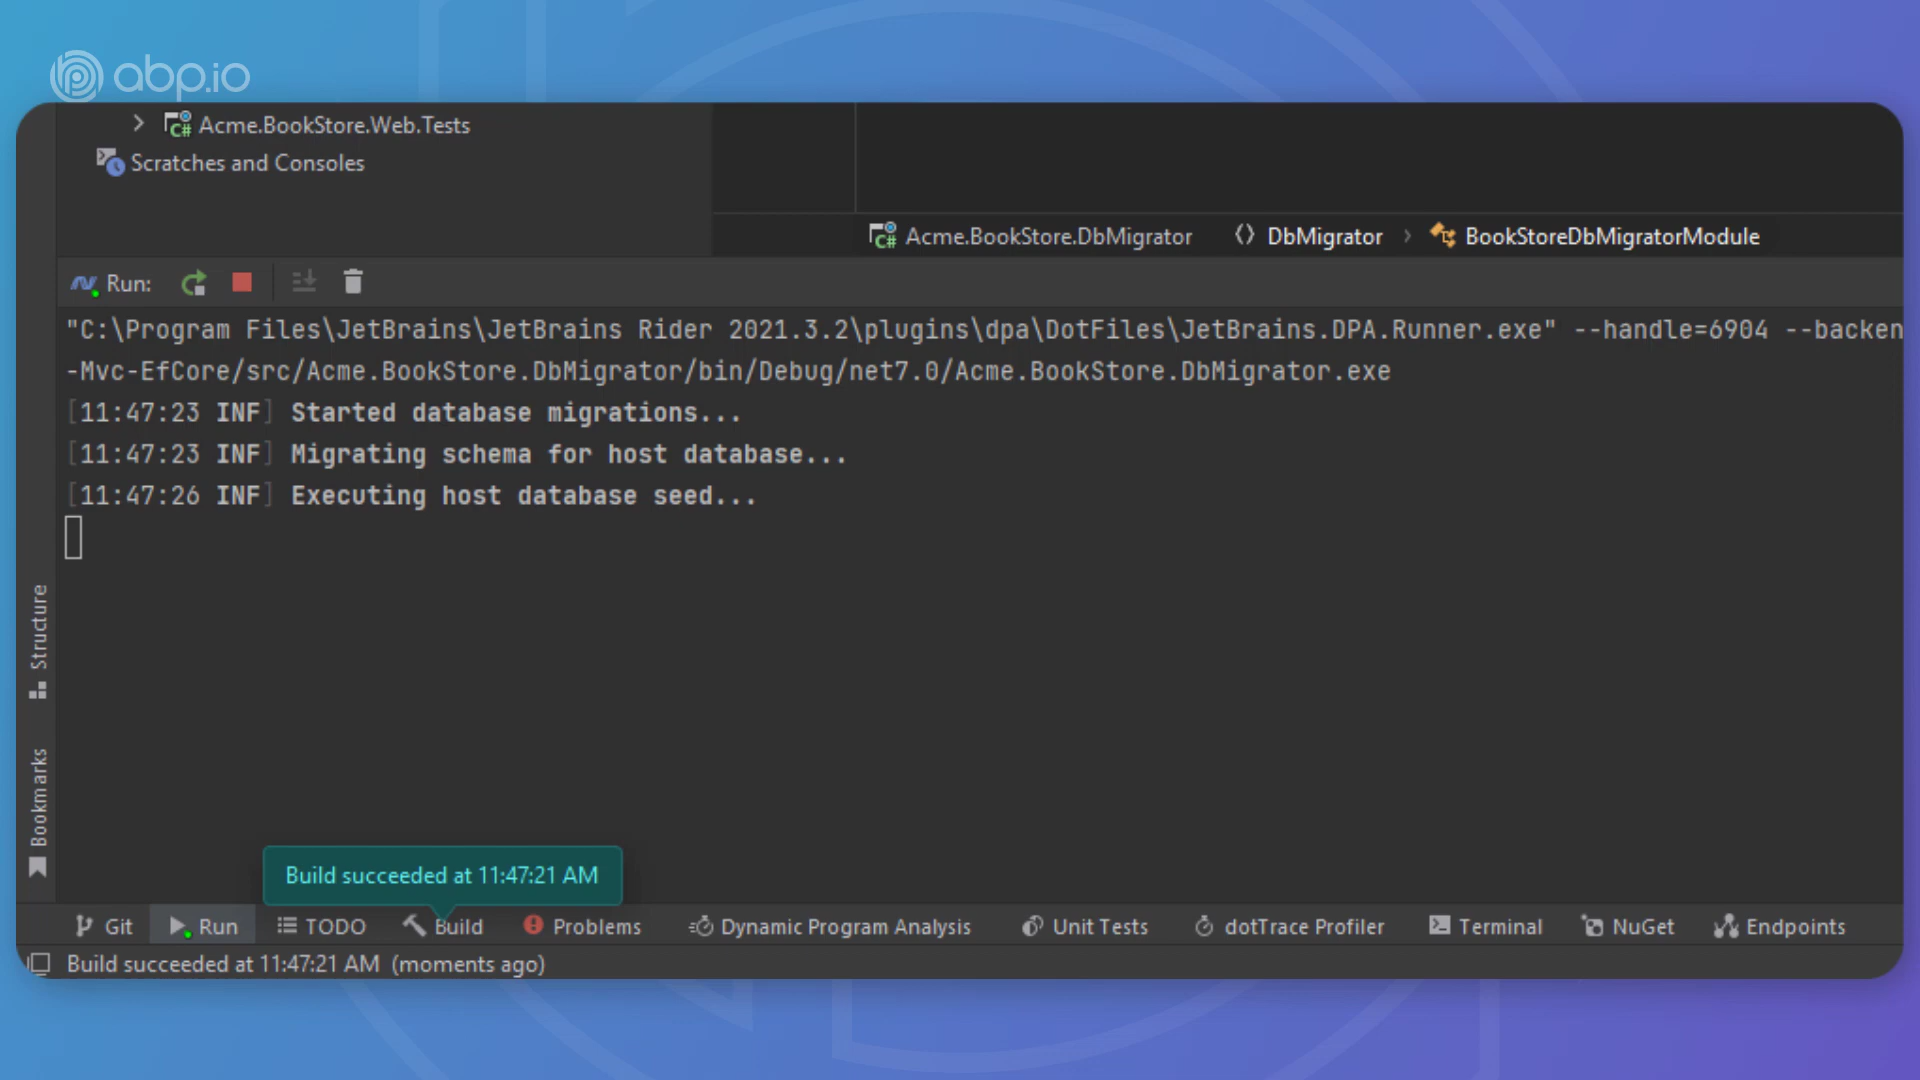 abp.io
Acme.BookStore.Web.Tests
Scratches and Consoles
Acme.BookStore.DbMigrator
DbMigrator
BookStoreDbMigratorModule
Run:
"C:\Program Files\JetBrains\JetBrains Rider 2021.3.2\plugins\dpa\DotFiles\JetBrains.DPA.Runner.exe" --handle=6904 --backen
-Mvc-EfCore/src/Acme.BookStore.DbMigrator/bin/Debug/net7.0/Acme.BookStore.DbMigrator.exe
[11:47:23 INF] Started database migrations...
[11:47:23 INF] Migrating schema for host database...
[11:47:26 INF] Executing host database seed...
Structure
Bookmarks
Build succeeded at 11:47:21 AM
Git
Run
TODO
Build
Problems
Dynamic Program Analysis
Unit Tests
dotTrace Profiler
Terminal
NuGet
Endpoints
Build succeeded at 11:47:21 AM (moments ago)